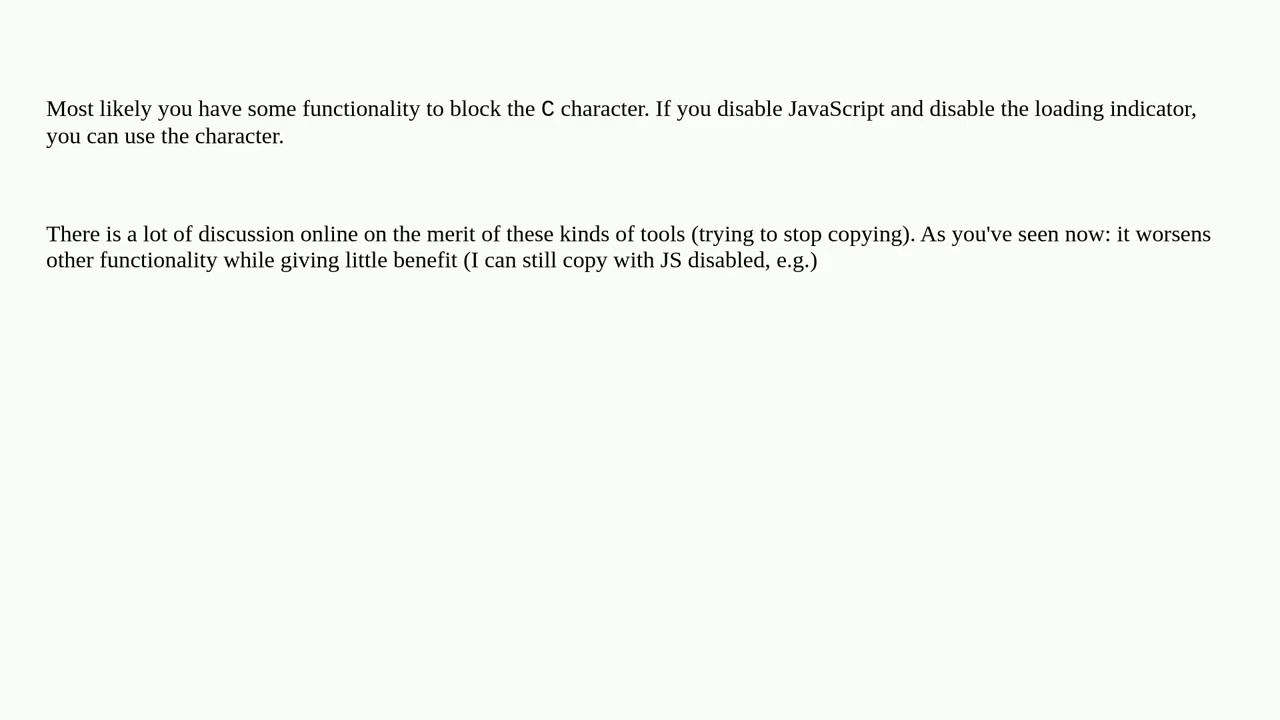 Most likely you have some functionality to block the C character. If you disable JavaScript and disable the loading indicator,
you can use the character.
There is a lot of discussion online on the merit of these kinds of tools (trying to stop copying). As you've seen now: it worsens
other functionality while giving little benefit (I can still copy with JS disabled, e.g.)